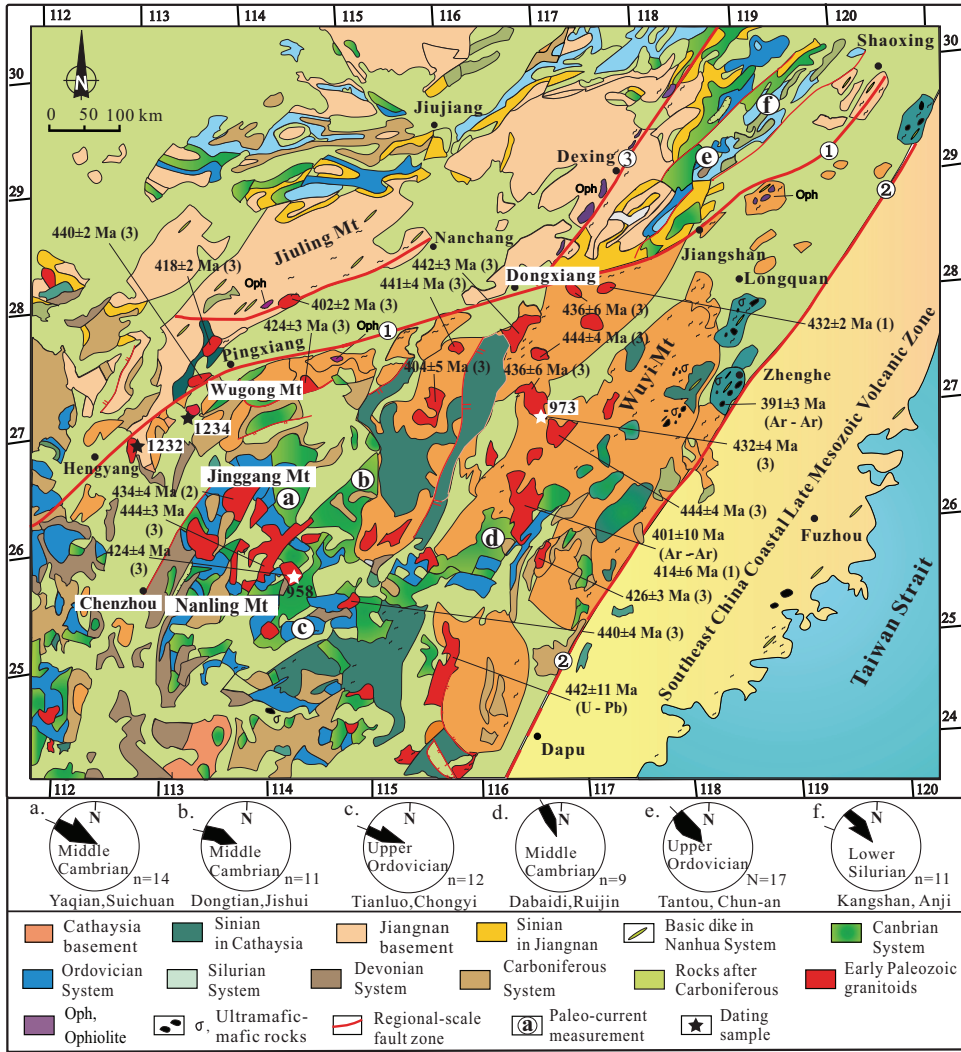 112 113 114 115 116 117 118 119 120
Shaoxing
30
30
N
0 50 100 km
Jiujiang
f
Dexing
3
e
1
29
29
Oph
2
Oph
440±2 Ma (3)
Jiuling Mt
Nanchang
Jiangshan
418±2 Ma (3)
442±3 Ma (3)
Dongxiang
Longquan
28
28
441±4 Ma (3)
Oph
402±2 Ma (3)
436±6 Ma (3)
432±2 Ma (1)
424±3 Ma (3)
Oph
1
444±4 Ma (3)
Pingxiang
404±5 Ma (3)
436±6 Ma (3)
Wuyi Mt
Zhenghe
Wugong Mt
973
391±3 Ma
(Ar - Ar)
27
27
1234
1232
432±4 Ma
(3)
Hengyang
Jinggang Mt
b
434±4 Ma (2)
a
444±4 Ma (3)
444±3 Ma
(3)
d
401±10 Ma
(Ar - Ar)
Fuzhou
26
26
424±4 Ma
(3)
414±6 Ma (1)
958
426±3 Ma (3)
Chenzhou
Nanling Mt
c
440±4 Ma (3)
Southeast China Coastal Late Mesozoic Volcanic Zone
Taiwan Strait
25
25
2
442±11 Ma
(U - Pb)
Dapu
24
112 113 114 115 116 117 118 119 120
a. N b. N c. N d. N e. N f. N
Middle Cambrian
Middle Cambrian
Upper Ordovician
Middle Cambrian
Upper Ordovician
Lower Silurian
n=14 n=11 n=12 n=9 N=17 n=11
Yaqian,Suichuan Dongtian,Jishui Tianluo,Chongyi Dabaidi,Ruijin Tantou, Chun-an Kangshan, Anji
Cathaysia basement
Sinian in Cathaysia
Jiangnan basement
Sinian in Jiangnan
Basic dike in Nanhua System
Canbrian System
Ordovician System
Silurian System
Devonian System
Carboniferous System
Rocks after Carboniferous
Early Paleozoic granitoids
Oph, Ophiolite
σ, Ultramafic-mafic rocks
Regional-scale fault zone
a Paleo-current measurement
Dating sample